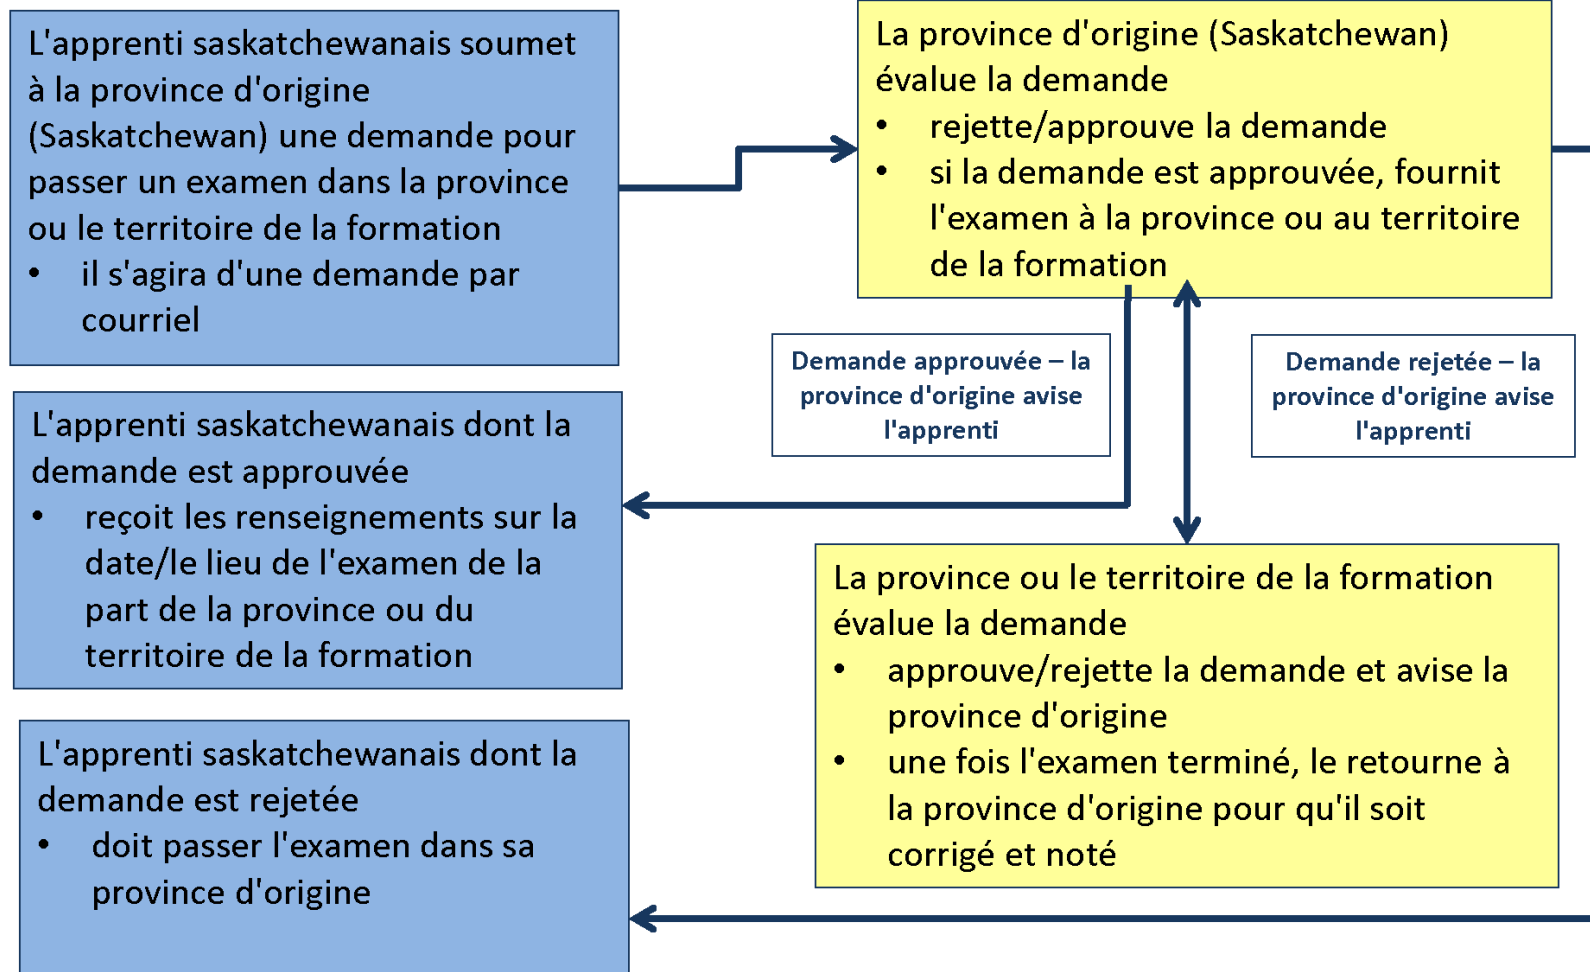 L'apprenti saskatchewanais soumet
à la province d'origine
(Saskatchewan) une demande pour
passer un examen dans la province
ou le territoire de la formation
• il s'agira d'une demande par
courriel
La province d'origine (Saskatchewan)
évalue la demande
• rejette/approuve la demande
• si la demande est approuvée, fournit
l'examen à la province ou au territoire
de la formation
Demande approuvée – la
province d'origine avise
l'apprenti
Demande rejetée – la
province d'origine avise
l'apprenti
L'apprenti saskatchewanais dont la
demande est approuvée
• reçoit les renseignements sur la
date/le lieu de l'examen de la
part de la province ou du
territoire de la formation
La province ou le territoire de la formation
évalue la demande
• approuve/rejette la demande et avise la
province d'origine
• une fois l'examen terminé, le retourne à
la province d'origine pour qu'il soit
corrigé et noté
L'apprenti saskatchewanais dont la
demande est rejetée
• doit passer l'examen dans sa
province d'origine